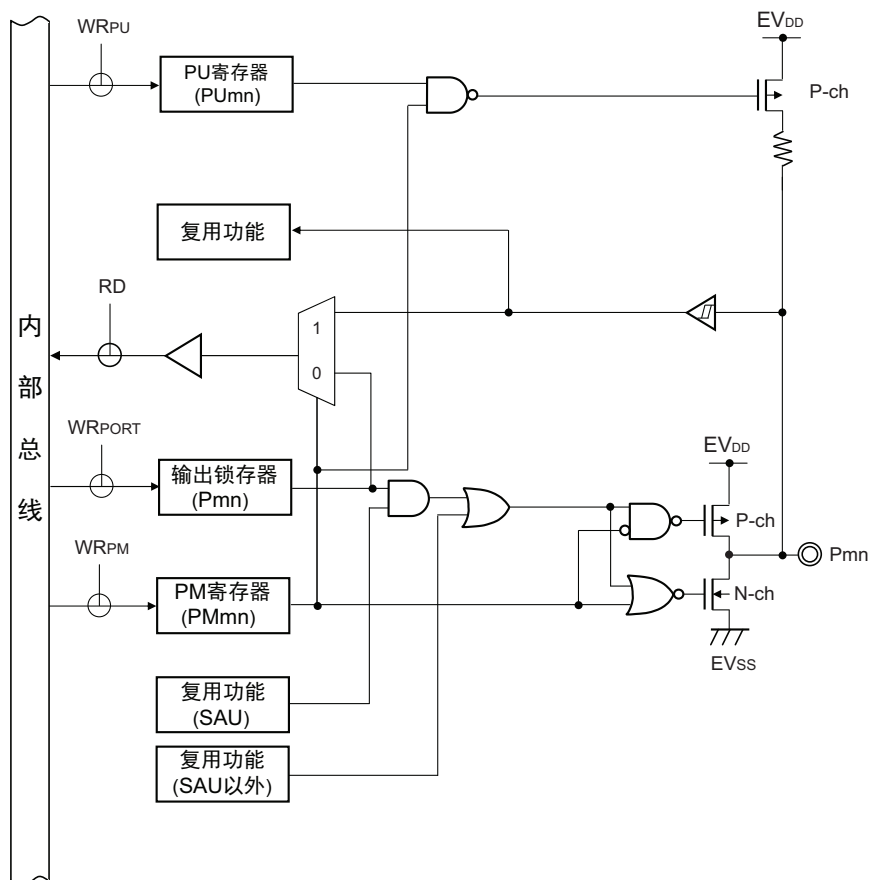 WRPU
EVDD
PU寄存器
(PUmn)
P-ch
复用功能
RD
内部总线
1
0
WRPORT
EVDD
输出锁存器
(Pmn)
P-ch
Pmn
WRPM
PM寄存器
(PMmn)
N-ch
EVSS
复用功能
(SAU)
复用功能
(SAU以外)